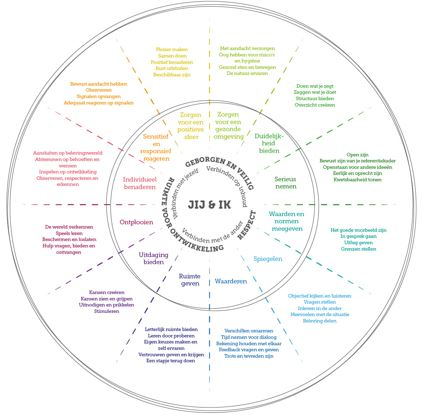 Plezier maken
Samen doen
Positief benaderen
Rust uitstralen
Beschikbaar zijn
Met aandacht verzorgen
Oog hebben voor macro
en hygiëne
Gezond eten en bewegen
De natuur ervaren
Doen wat je zegt
Zeggen wat je doet
Structuur bieden
Overzicht creëren
Open zijn
Bewust zijn van je referentiekader
Openstaan voor andere ideeën
Eerlijk en oprecht zijn
Kwetsbaarheid tonen
Het goede voorbeeld zijn
In gesprek gaan
Uitleg geven
Grenzen stellen
Objectief kijken en luisteren
Vragen stellen
Interesse in de ander
Meevoelen met de situatie
Beleving delen
Verschillen omarmen
Tijd nemen voor dialoog
Rekening houden met elkaar
Feedback vragen en geven
Trots en tevreden zijn
Letterlijk ruimte bieden
Leren door proberen
Eigen keuzes maken en
zelf ervaren
Vertrouwen geven en krijgen
Een stapje terug doen
Kansen creëren
Kansen zien en grijpen
Uitnodigen en prikkelen
Stimuleren
De wereld verkennen
Speels leren
Beschermen en loslaten
Hulp vragen, bieden en
ontvangen
Aansluiten op belevingswereld
Afstemmen op behoeften en
wensen
Inspelen op ontwikkeling
Observeren, respecteren en
erkennen
Bewust aandacht hebben
Observeren
Signalen opvangen
Adequaat reageren op signalen
Zorgen
voor een
positieve
sfeer
Zorgen
voor een
gezonde
omgeving
Duidelijk-
heid
bieden
Serieus
nemen
Waarden en
normen
meegeven
Spiegelen
Waarderen
Ruimte
geven
Uitdaging
bieden
Ontplooien
Individueel
benaderen
Sensitief
en
responsief
reageren
GEBORGEN EN VEILIG
RESPECT
RUIMTE VOOR ONTWIKKELING
Verbinden met jezelf
Verbinden op inhoud
Verbinden met de ander
JIJ & IK